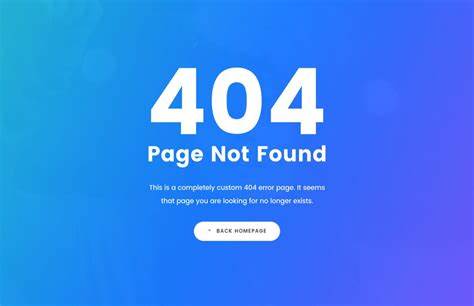 404
Page Not Found
This is a completely custom 404 error page. It seems
that page you are looking for no longer exists.
BACK HOMEPAGE